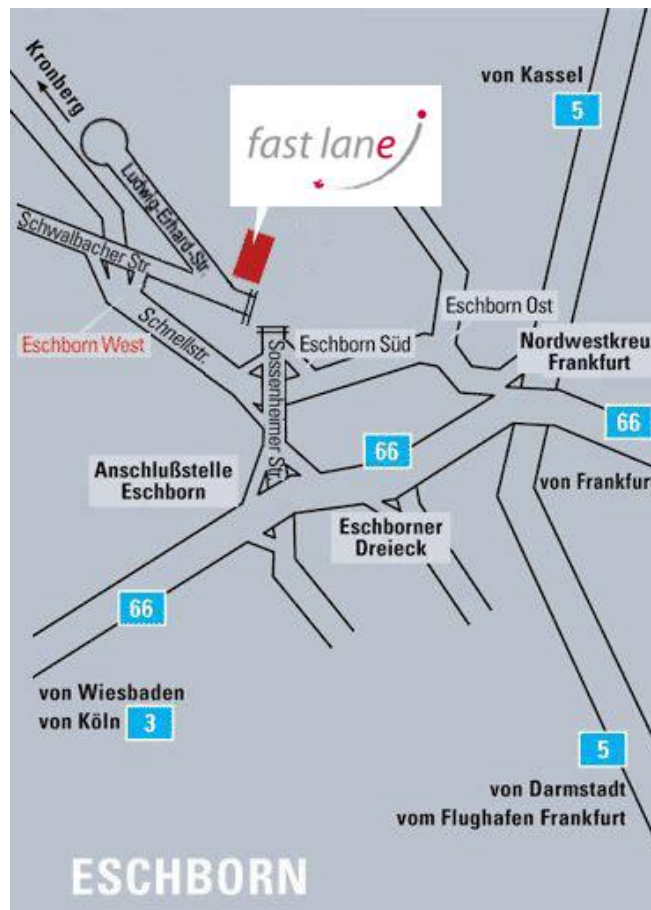 Kronberg
von Kassel
5
fast lane
Ludwig-Erhard-Str.
Schwalbacher Str.
Eschborn West
Schnellstr.
Sossenheimer Str.
Eschborn Süd
Eschborn Ost
Nordwestkreu
Frankfurt
66
66
von Frankfurt
Anschlußstelle
Eschborn
Eschborner
Dreieck
66
von Wiesbaden
von Köln 3
5
von Darmstadt
vom Flughafen Frankfurt
ESCHBORN